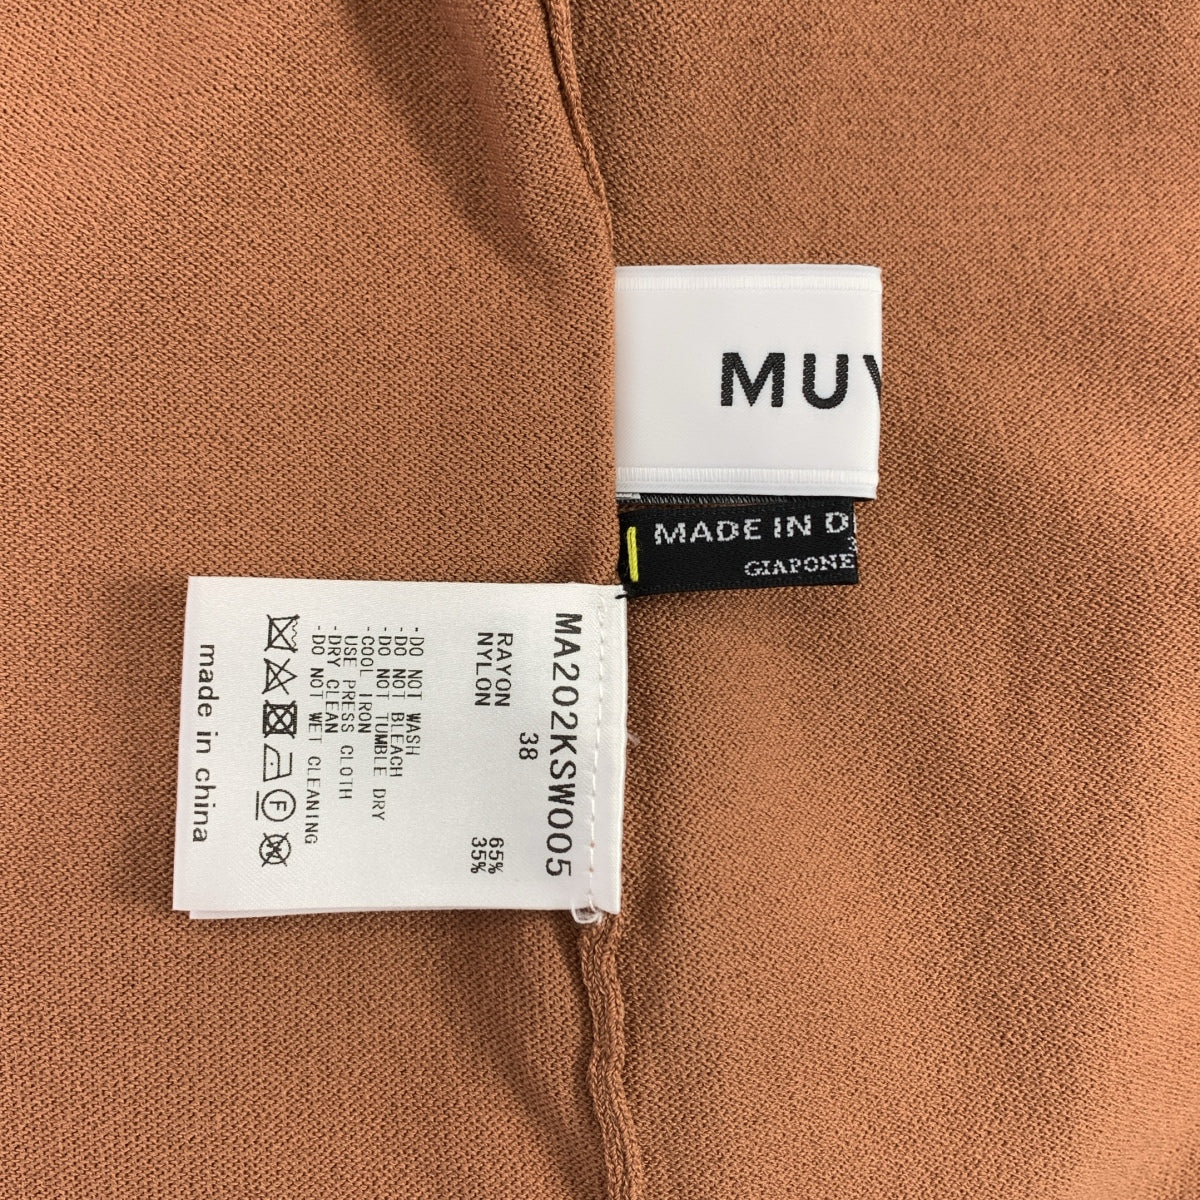 MUV
MADE IN D
GIAPONE
MA202KSW005
38
RAYON 65%
NYLON 35%
-DO NOT WASH
-DO NOT BLEACH
-DO NOT TUMBLE DRY
-COOL IRON
USE PRESS CLOTH
-DRY CLEAN
-DO NOT WET CLEANING
F
made in china